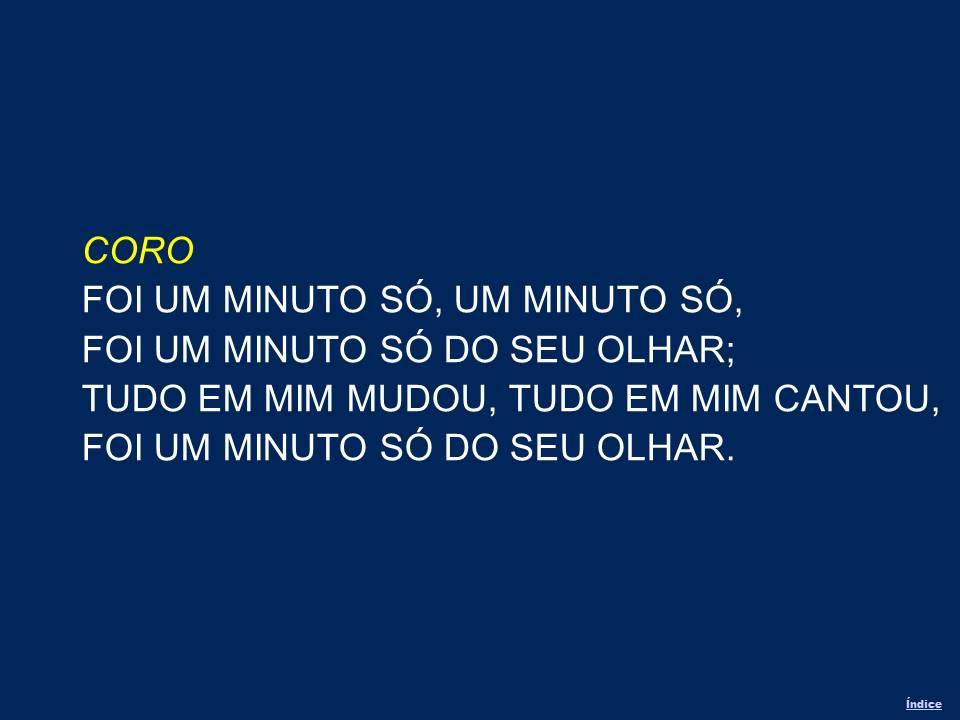 CORO
FOI UM MINUTO SÓ, UM MINUTO SÓ,
FOI UM MINUTO SÓ DO SEU OLHAR;
TUDO EM MIM MUDOU, TUDO EM MIM CANTOU,
FOI UM MINUTO SÓ DO SEU OLHAR.
Índice